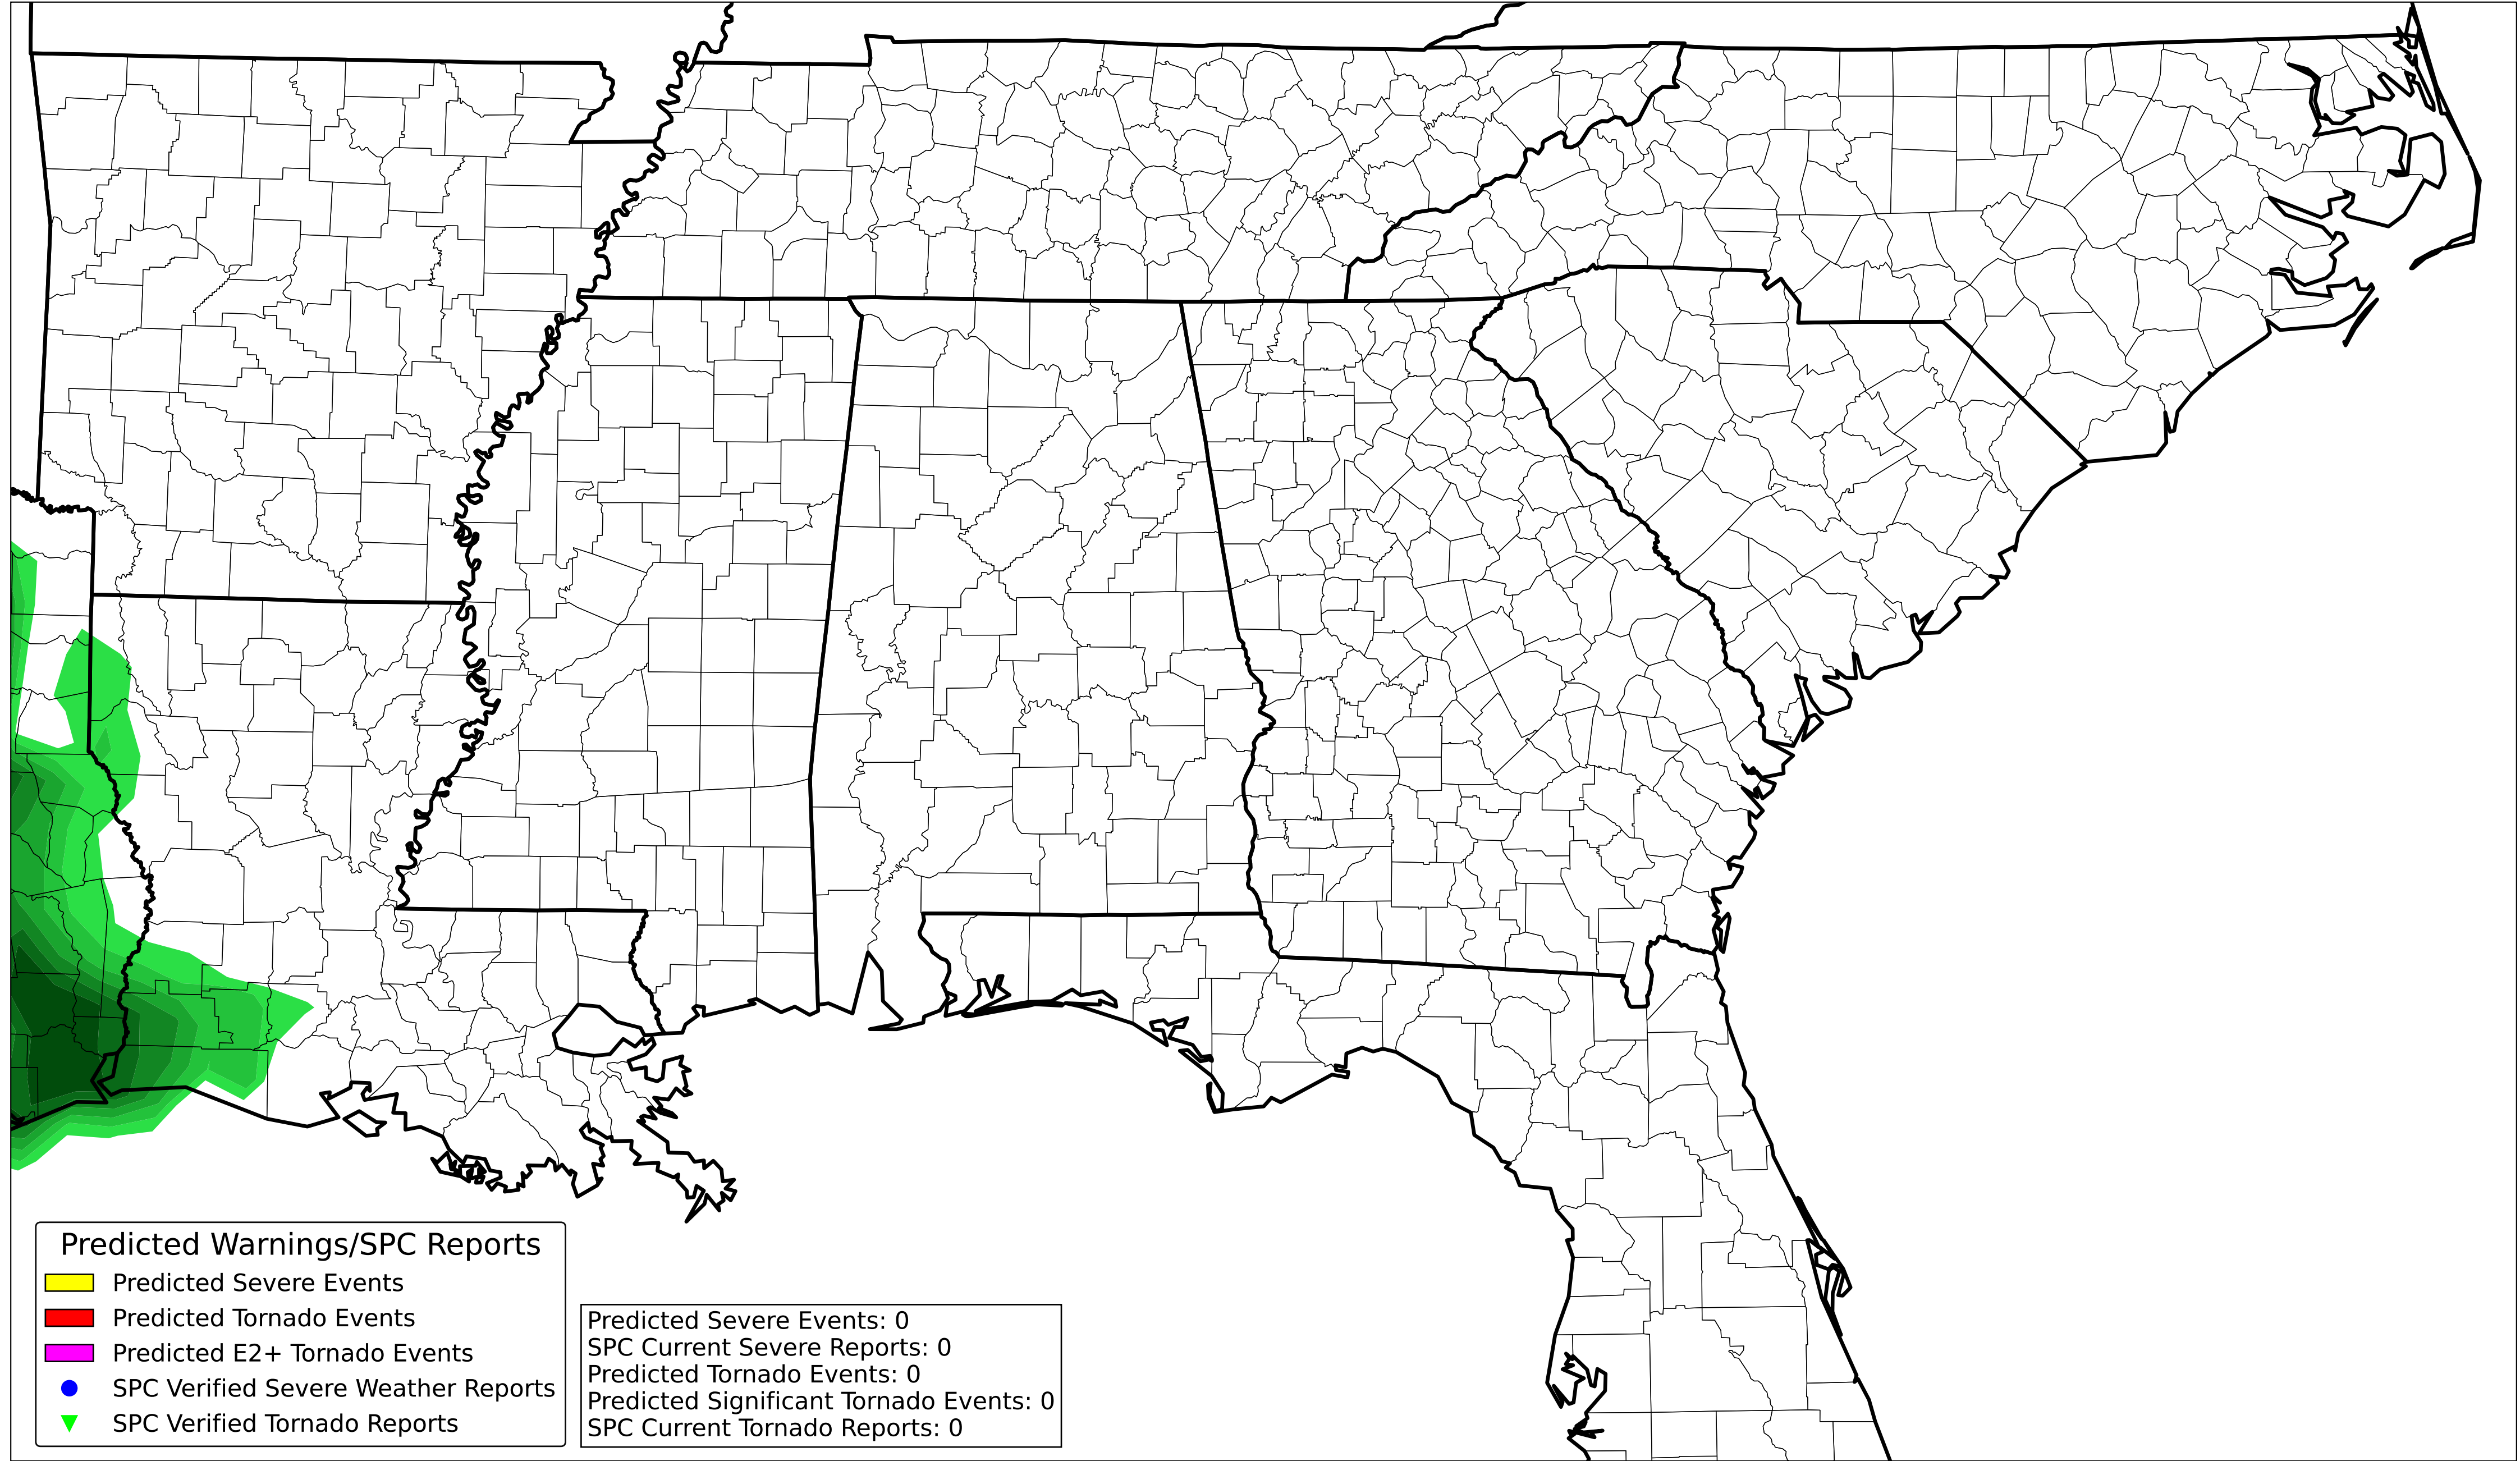 Predicted Warnings/SPC Reports
Predicted Severe Events
Predicted Tornado Events
Predicted E2+ Tornado Events
SPC Verified Severe Weather Reports
SPC Verified Tornado Reports
Predicted Severe Events: 0
SPC Current Severe Reports: 0
Predicted Tornado Events: 0
Predicted Significant Tornado Events: 0
SPC Current Tornado Reports: 0